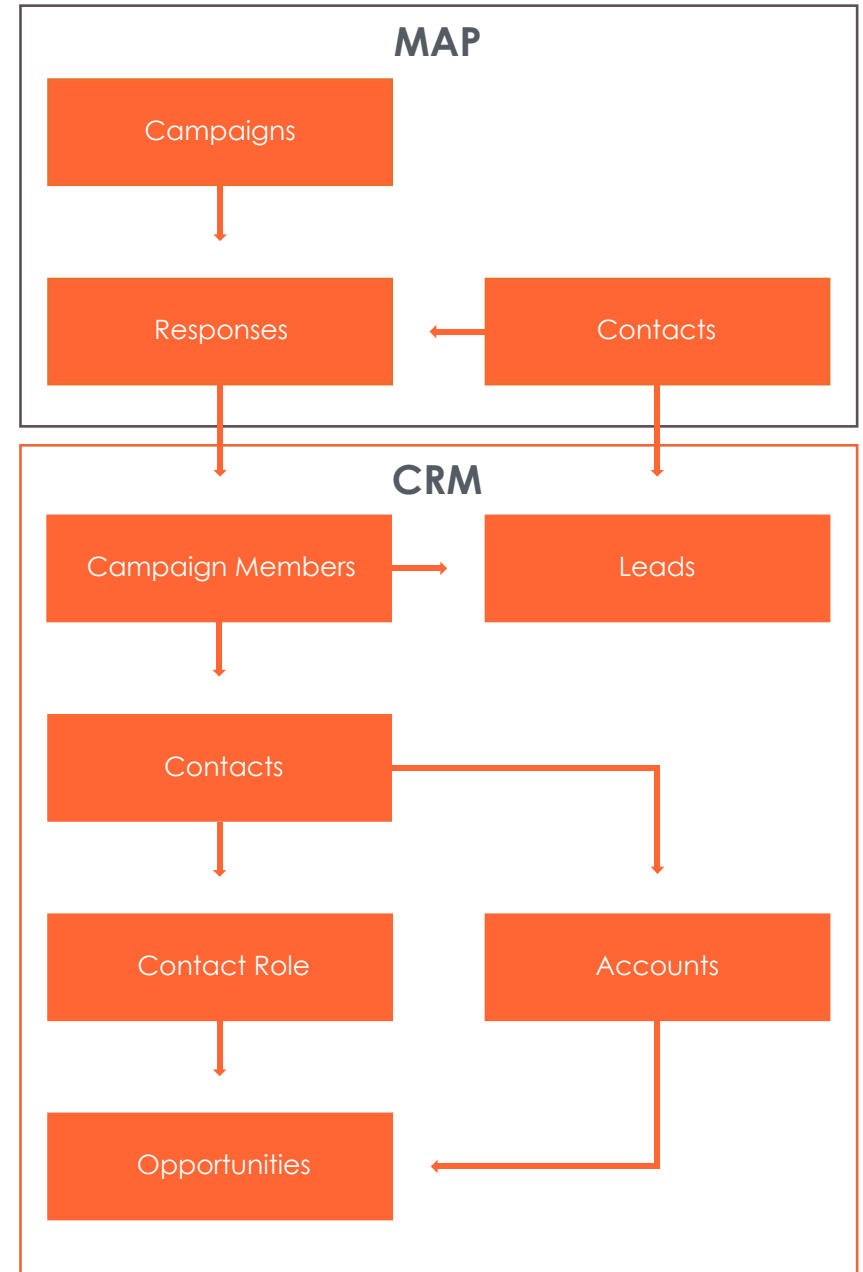 MAP
Campaigns
Responses
Contacts
CRM
Campaign Members
Leads
Contacts
Contact Role
Accounts
Opportunities